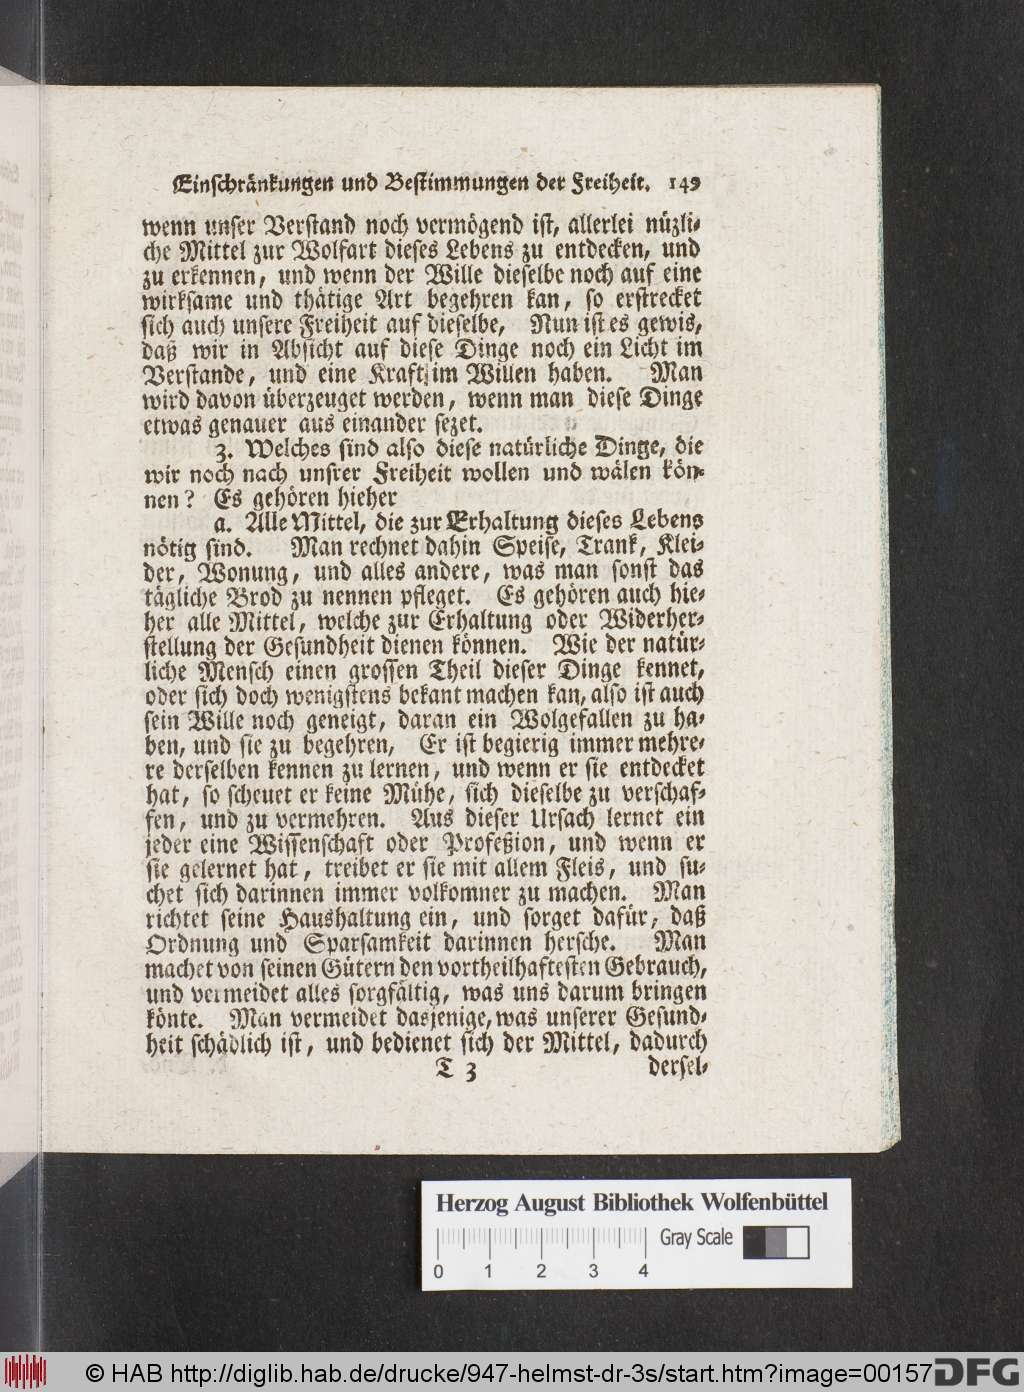 Einschränkungen und Bestimmungen der Freiheit. 149
wenn unser Verstand noch vermögend ist, allerlei nüzli-
che Mittel zur Wolfart dieses Lebens zu entdecken, und
zu erkennen, und wenn der Wille dieselbe noch auf eine
wirksame und thätige Art begehren kan, so erstrecket
sich auch unsere Freiheit auf dieselbe, Nun ist es gewis,
daß wir in Absicht auf diese Dinge noch ein Licht im
Verstande, und eine Kraft im Willen haben. Man
wird davon überzeuget werden, wenn man diese Dinge
etwas genauer aus einander sezet.
3. Welches sind also diese natürliche Dinge, die
wir noch nach unsrer Freiheit wollen und wälen kön-
nen? Es gehören hieher
a. Alle Mittel, die zur Erhaltung dieses Lebens
nötig sind. Man rechnet dahin Speise, Trank, Klei-
der, Wonung, und alles andere, was man sonst das
tägliche Brod zu nennen pfleget. Es gehören auch hie-
her alle Mittel, welche zur Erhaltung oder Widerher-
stellung der Gesundheit dienen können. Wie der natür-
liche Mensch einen grossen Theil dieser Dinge kennet,
oder sich doch wenigstens bekant machen kan, also ist auch
sein Wille noch geneigt, daran ein Wolgefallen zu ha-
ben, und sie zu begehren, Er ist begierig immer mehre-
re derselben kennen zu lernen, und wenn er sie entdecket
hat, so scheuet er keine Mühe, sich dieselbe zu verschaf-
fen, und zu vermehren. Aus dieser Ursach lernet ein
jeder eine Wissenschaft oder Profeßion, und wenn er
sie gelernet hat, treibet er sie mit allem Fleis, und su-
chet sich darinnen immer volkomner zu machen. Man
richtet seine Haushaltung ein, und sorget dafür, daß
Ordnung und Sparsamkeit darinnen hersche. Man
machet von seinen Gütern den vortheilhaftesten Gebrauch,
und vermeidet alles sorgfältig, was uns darum bringen
könte. Man vermeidet dasjenige, was unserer Gesund-
heit schädlich ist, und bedienet sich der Mittel, dadurch
T 3 dersel-
Herzog August Bibliothek Wolfenbüttel
Gray Scale
0 1 2 3 4
© HAB http://diglib.hab.de/drucke/947-helmst-dr-3s/start.htm?image=00157
DFG